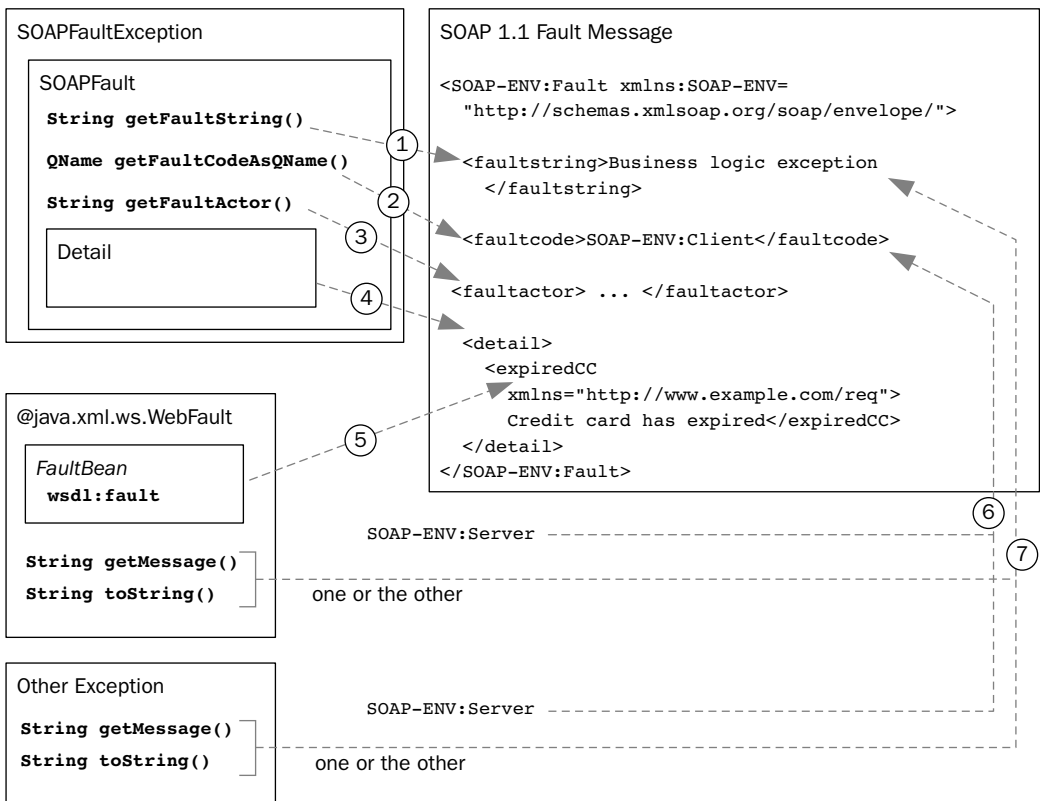 SOAPFaultException
SOAPFault
String getFaultString()
QName getFaultCodeAsQName()
String getFaultActor()
Detail
1
2
3
4
SOAP 1.1 Fault Message
<SOAP-ENV:Fault xmlns:SOAP-ENV=
"http://schemas.xmlsoap.org/soap/envelope/">
<faultstring>Business logic exception
</faultstring>
<faultcode>SOAP-ENV:Client</faultcode>
<faultactor> ... </faultactor>
<detail>
<expiredCC
xmlns="http://www.example.com/req">
Credit card has expired</expiredCC>
</detail>
</SOAP-ENV:Fault>
@java.xml.ws.WebFault
FaultBean
wsdl:fault
5
String getMessage()
String toString()
SOAP-ENV:Server
one or the other
6
7
Other Exception
String getMessage()
String toString()
SOAP-ENV:Server
one or the other